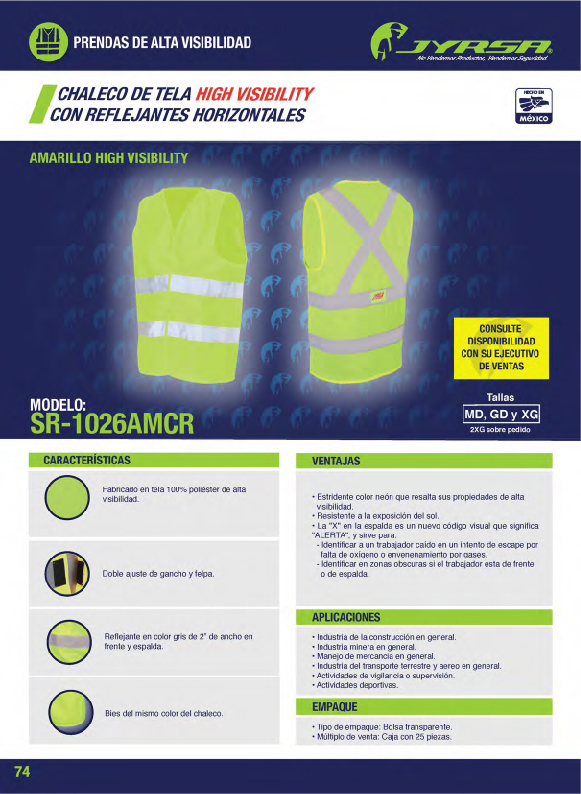 PRENDAS DE ALTA VISIBILIDAD
JYRSA®
No Vendemos Productos, Vendemos Seguridad
CHALECO DE TELA HIGH VISIBILITY
CON REFLEJANTES HORIZONTALES
HECHO EN
MÉXICO
AMARILLO HIGH VISIBILITY
CONSULTE
DISPONIBILIDAD
CON SU EJECUTIVO
DE VENTAS
MODELO:
SR-1026AMCR
Tallas
MD, GD y XG
2XG sobre pedido
CARACTERÍSTICAS
Fabricado en tela 100% poliéster de alta
visibilidad.
Doble ajuste de gancho y felpa.
Reflejante en color gris de 2" de ancho en
frente y espalda.
Bies del mismo color del chaleco.
VENTAJAS
• Estridente color neón que resalta sus propiedades de alta
visibilidad.
• Resistente a la exposición del sol.
• La "X" en la espalda es un nuevo código visual que significa
"ALERTA", y sirve para:
- Identificar a un trabajador caído en un intento de escape por
falta de oxígeno o envenenamiento por gases.
- Identificar en zonas obscuras si el trabajador esta de frente
o de espalda.
APLICACIONES
• Industria de la construcción en general.
• Industria minera en general.
• Manejo de mercancía en general.
• Industria del transporte terrestre y aereo en general.
• Actividades de vigilancia o supervisión.
• Actividades deportivas.
EMPAQUE
• Tipo de empaque: Bolsa transparente.
• Múltiplo de venta: Caja con 25 piezas.
74